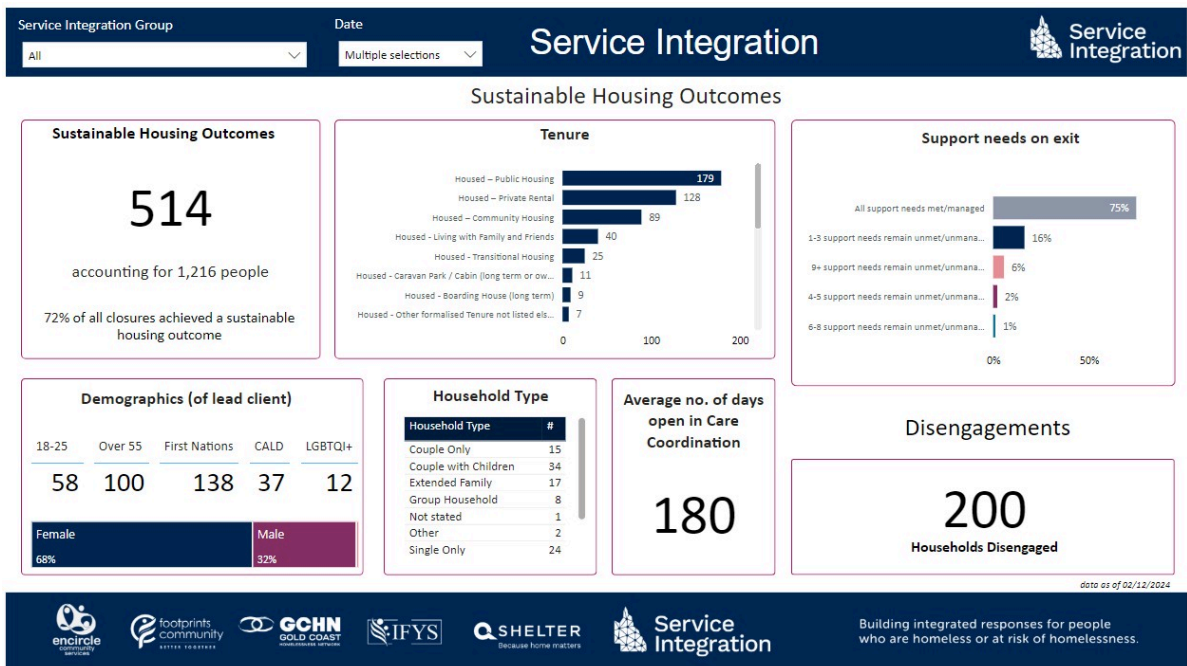 Service Integration Group
All
Date
Multiple selections
Service Integration
Service
Integration
Sustainable Housing Outcomes
Sustainable Housing Outcomes
514
accounting for 1,216 people
72% of all closures achieved a sustainable
housing outcome
Tenure
Housed – Public Housing 179
Housed – Private Rental 128
Housed – Community Housing 89
Housed - Living with Family and Friends 40
Housed - Transitional Housing 25
Housed - Caravan Park / Cabin (long term or ow... 11
Housed - Boarding House (long term) 9
Housed - Other formalised Tenure not listed els... 7
0 100 200
Support needs on exit
All support needs met/managed 75%
1-3 support needs remain unmet/unmana... 16%
9+ support needs remain unmet/unmana... 6%
4-5 support needs remain unmet/unmana... 2%
6-8 support needs remain unmet/unmana... 1%
0% 50%
Demographics (of lead client)
18-25 Over 55 First Nations CALD LGBTQI+
58 100 138 37 12
Female Male
68% 32%
Household Type
Household Type #
Couple Only 15
Couple with Children 34
Extended Family 17
Group Household 8
Not stated 1
Other 2
Single Only 24
Average no. of days
open in Care
Coordination
180
Disengagements
200
Households Disengaged
data as of 02/12/2024
encircle
community
services
footprints
community
BETTER TOGETHER
GCHN
GOLD COAST
HOMELESSNESS NETWORK
IFYS
Q SHELTER
Because home matters
Service
Integration
Building integrated responses for people
who are homeless or at risk of homelessness.